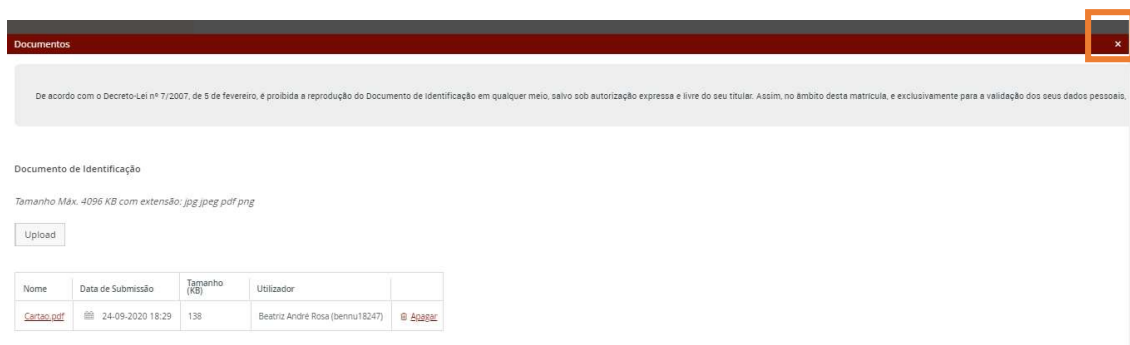 Documentos
x
De acordo com o Decreto-Lei nº 7/2007, de 5 de fevereiro, é proibida a reprodução do Documento de Identificação em qualquer meio, salvo sob autorização expressa e livre do seu titular. Assim, no âmbito desta matrícula, e exclusivamente para a validação dos seus dados pessoais,
Documento de Identificação
Tamanho Máx. 4096 KB com extensão: jpg jpeg pdf png
Upload
Nome Data de Submissão Tamanho (KB) Utilizador
Cartao.pdf 24-09-2020 18:29 138 Beatriz André Rosa (bennu18247) Apagar